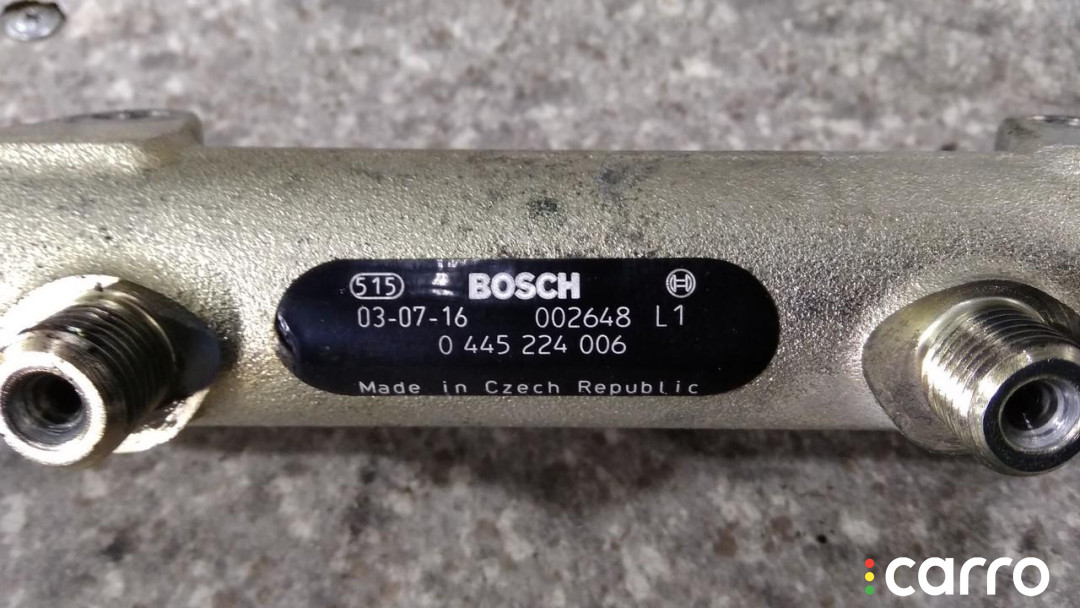 515 BOSCH
03-07-16 002648 L1
0 445 224 006
Made in Czech Republic
carro